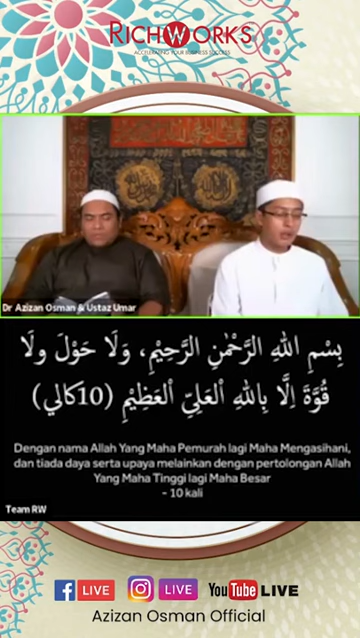 RICHWORKS
ACCELERATING YOUR BUSINESS SUCCESS
Dr Azizan Osman & Ustaz Umar
بِسْمِ اللهِ الرَّحْمٰنِ الرَّحِيْمِ، وَلَا حَوْلَ ولَا
قُوَّةَ اِلَّا بِاللهِ الْعَلِيِّ الْعَظِيْمِ (10كالي)
Dengan nama Allah Yang Maha Pemurah lagi Maha Mengasihani,
dan tiada daya serta upaya melainkan dengan pertolongan Allah
Yang Maha Tinggi lagi Maha Besar
- 10 kali
Team RW
LIVE LIVE YouTube LIVE
Azizan Osman Official